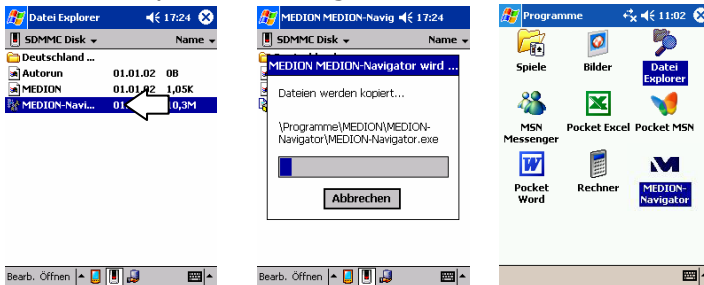 Datei Explorer 17:24
SDMMC Disk Name
Deutschland ...
Autorun 01.01.02 0B
MEDION 01.01.02 1,05K
MEDION-Navi... 01. 10,3M
Bearb. Öffnen
MEDION MEDION-Navig 17:24
SDMMC Disk Name
MEDION MEDION-Navigator wird ...
Dateien werden kopiert...
\Programme\MEDION\MEDION-
Navigator\MEDION-Navigator.exe
Abbrechen
Bearb. Öffnen
Programme 11:02
Spiele Bilder Datei
Explorer
MSN Pocket Excel Pocket MSN
Messenger
Pocket Rechner MEDION-
Word Navigator